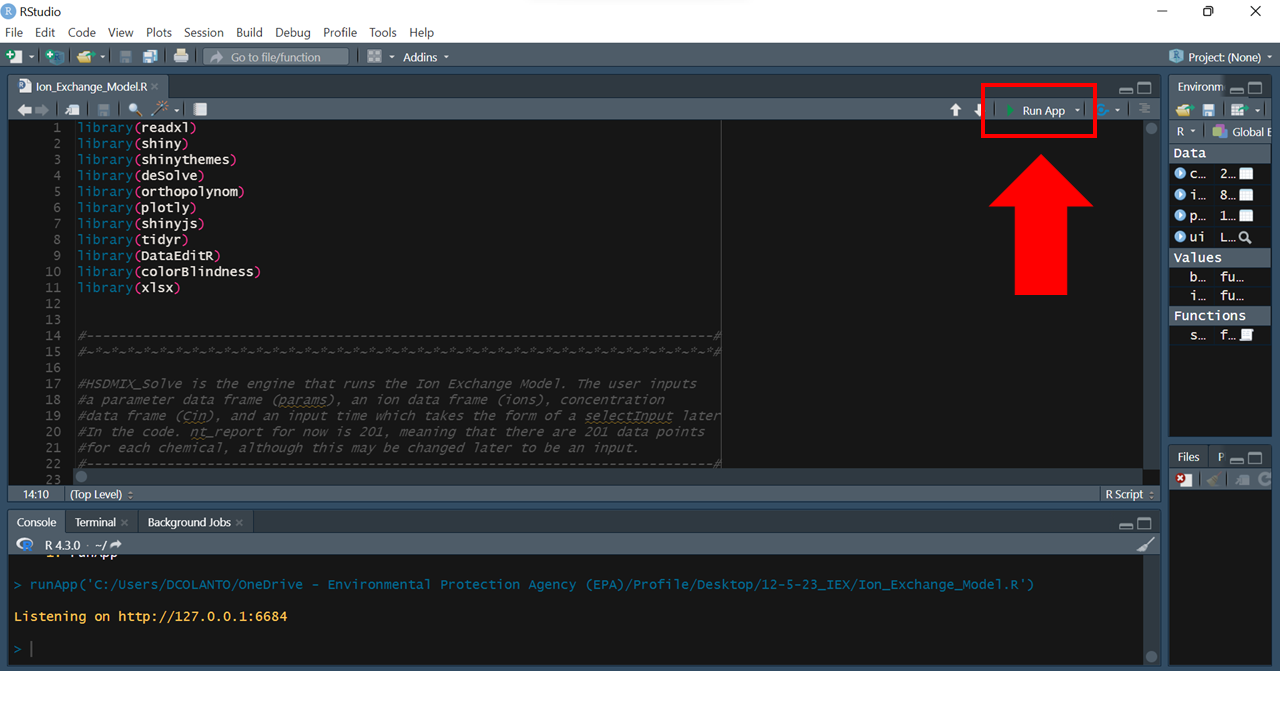 RStudio
File Edit Code View Plots Session Build Debug Profile Tools Help
Go to file/function Addins Project: (None)
Ion_Exchange_Model.R
Run App
1 library(readxl)
2 library(shiny)
3 library(shinythemes)
4 library(deSolve)
5 library(orthopolynom)
6 library(plotly)
7 library(shinyjs)
8 library(tidyr)
9 library(DataEditR)
10 library(colorBlindness)
11 library(xlsx)
12
13
14 #-----------------------------------------------------------------------------#
15 #~*~*~*~*~*~*~*~*~*~*~*~*~*~*~*~*~*~*~*~*~*~*~*~*~*~*~*~*~*~*~*~*~*~*~*~*~*~*~*#
16
17 #HSDMIX_Solve is the engine that runs the Ion Exchange Model. The user inputs
18 #a parameter data frame (params), an ion data frame (ions), concentration
19 #data frame (Cin), and an input time which takes the form of a selectInput later
20 #In the code. nt_report for now is 201, meaning that there are 201 data points
21 #for each chemical, although this may be changed later to be an input.
22 #-----------------------------------------------------------------------------#
23
14:10 (Top Level) R Script
Console Terminal Background Jobs
R 4.3.0 · ~/
1. runApp
> runApp('C:/Users/DCOLANTO/OneDrive - Environmental Protection Agency (EPA)/Profile/Desktop/12-5-23_IEX/Ion_Exchange_Model.R')
Listening on http://127.0.0.1:6684
>
Environm
R Global E
Data
c… 2…
i… 8…
p… 1…
ui L…
Values
b… fu…
i… fu…
Functions
s… f…
Files P